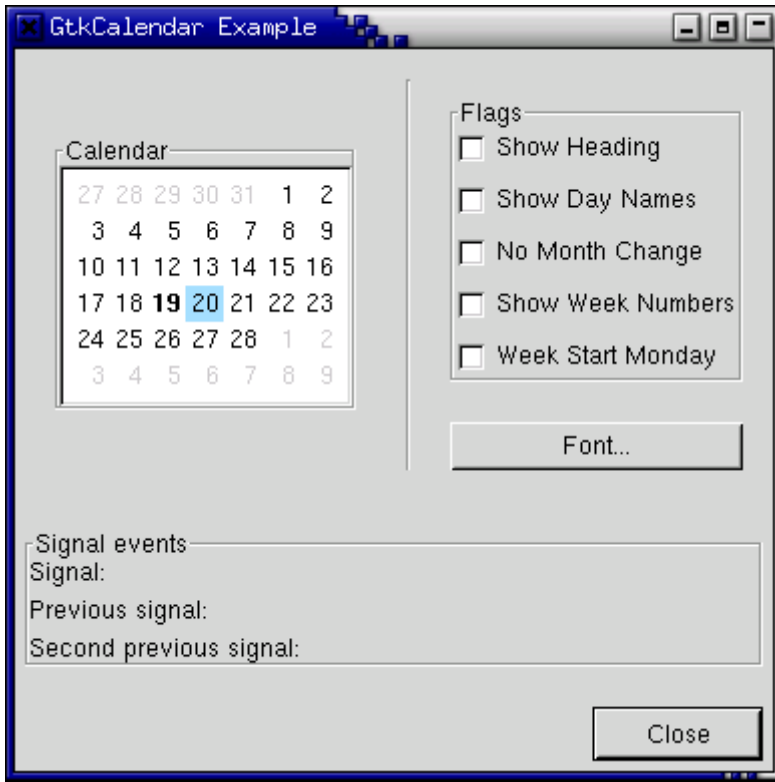 GtkCalendar Example
Calendar
27 28 29 30 31 1 2
3 4 5 6 7 8 9
10 11 12 13 14 15 16
17 18 19 20 21 22 23
24 25 26 27 28 1 2
3 4 5 6 7 8 9
Flags
Show Heading
Show Day Names
No Month Change
Show Week Numbers
Week Start Monday
Font...
Signal events
Signal:
Previous signal:
Second previous signal:
Close